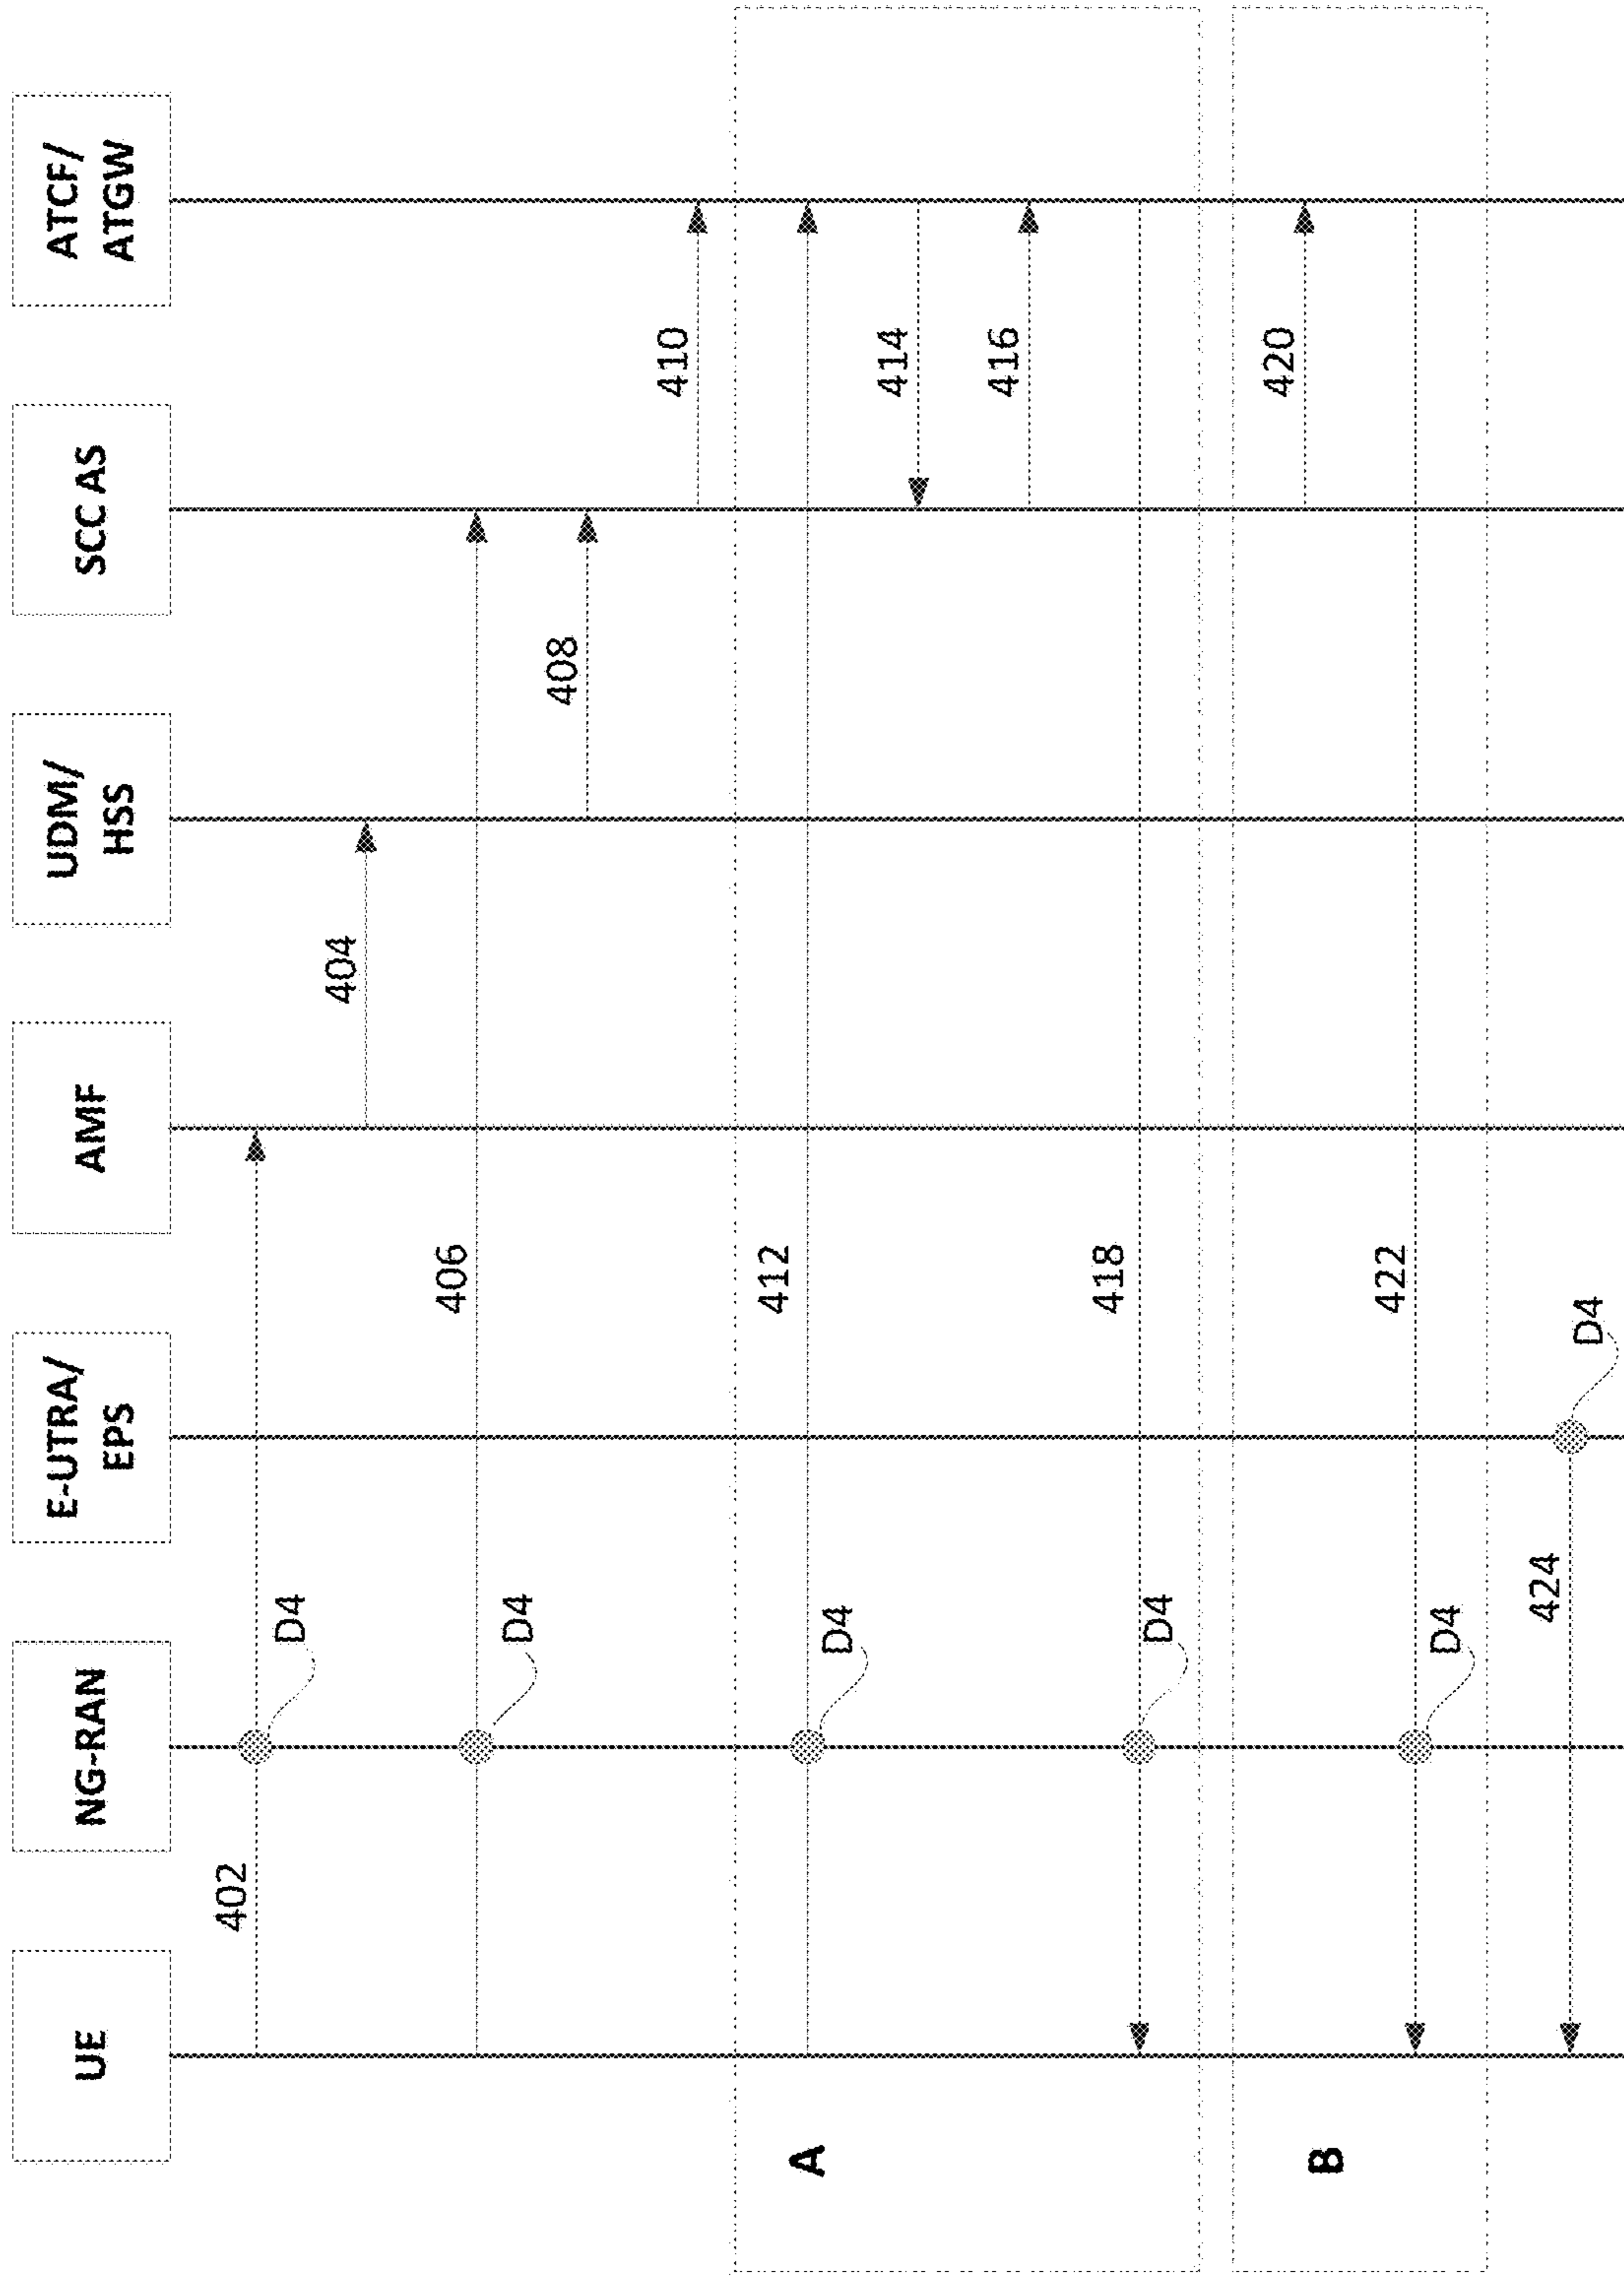 UE
NG-RAN
E-UTRA/
EPS
AMF
UDM/
HSS
SCC AS
ATCF/
ATGW
402
D4
404
406
D4
408
410
A
412
D4
414
416
418
D4
B
420
422
D4
424
D4